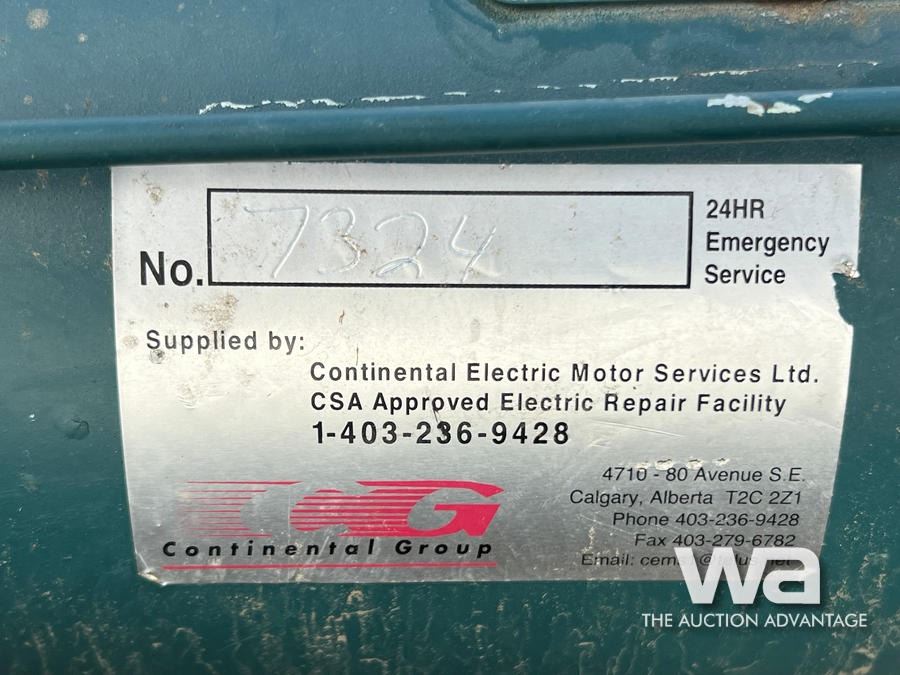 No. 7324
24HR
Emergency
Service
Supplied by:
Continental Electric Motor Services Ltd.
CSA Approved Electric Repair Facility
1-403-236-9428
4710 - 80 Avenue S.E.
Calgary, Alberta T2C 2Z1
Phone 403-236-9428
Fax 403-279-6782
Email:
Continental Group
wa
THE AUCTION ADVANTAGE